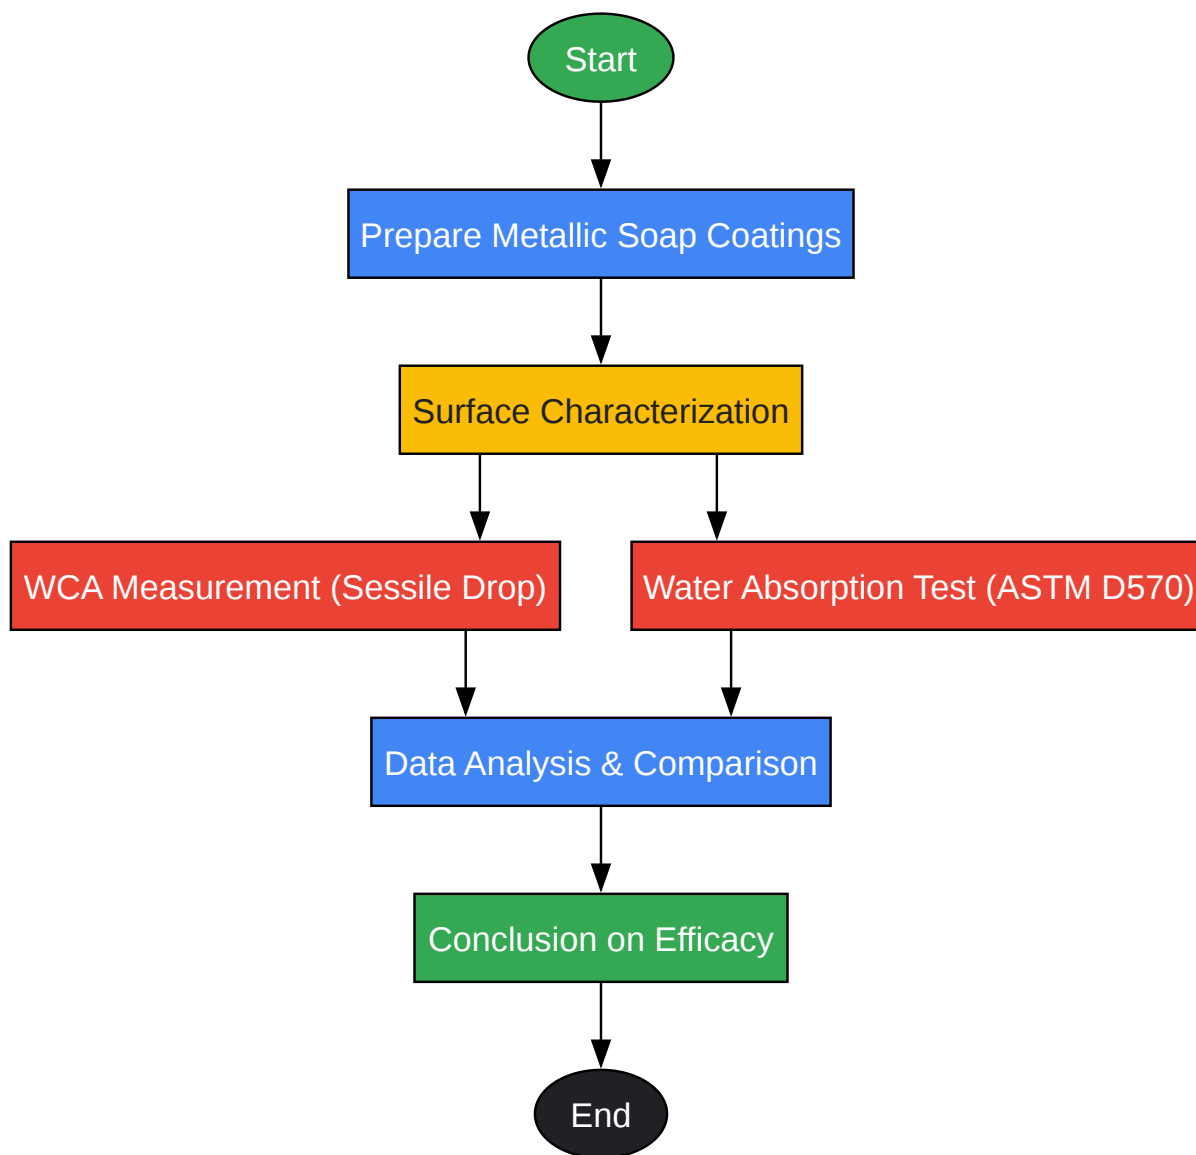 Start
Prepare Metallic Soap Coatings
Surface Characterization
WCA Measurement (Sessile Drop)
Water Absorption Test (ASTM D570)
Data Analysis & Comparison
Conclusion on Efficacy
End